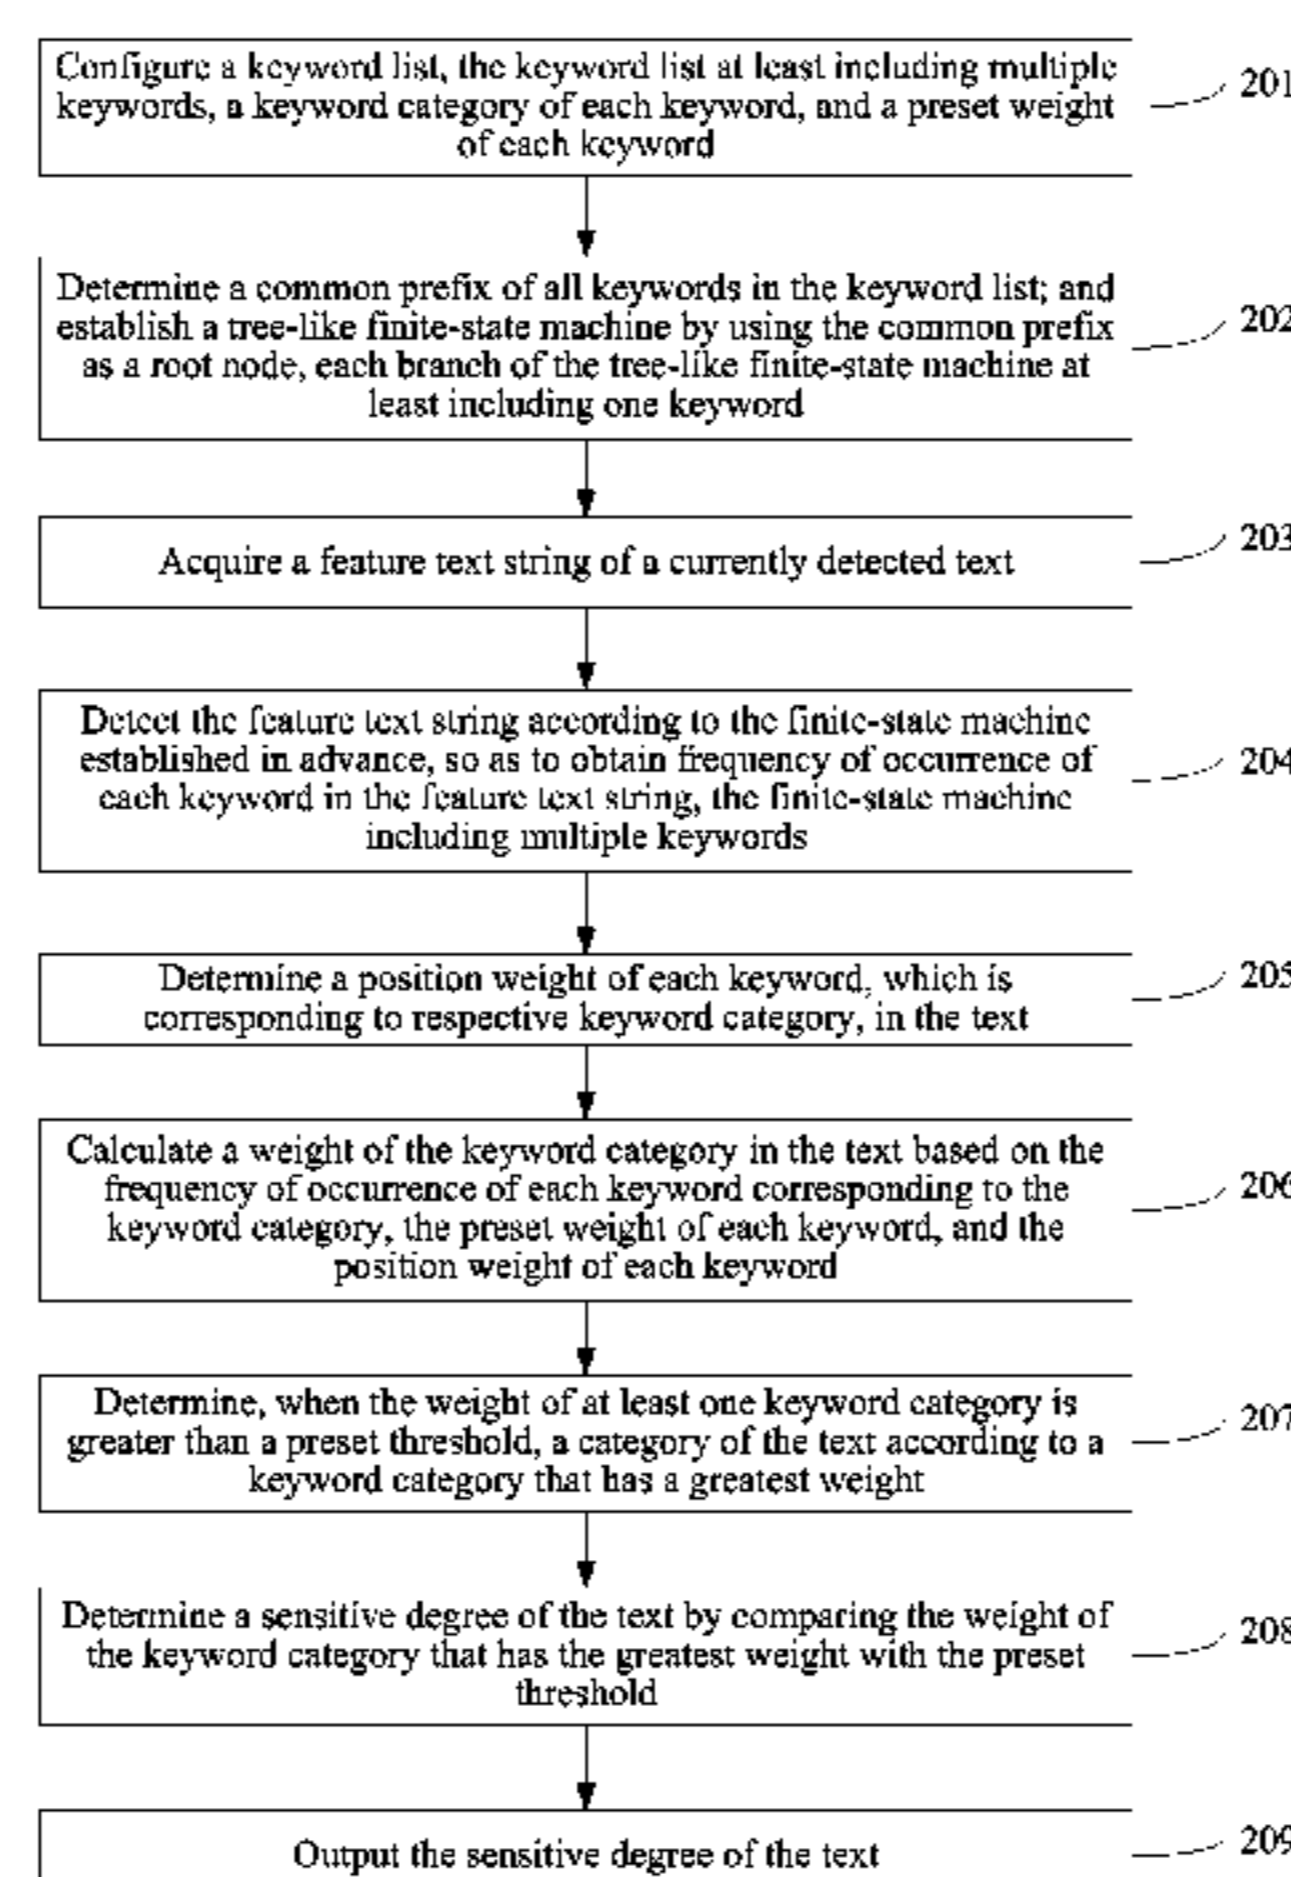 Configure a keyword list, the keyword list at least including multiple
keywords, a keyword category of each keyword, and a preset weight
of each keyword
201
Determine a common prefix of all keywords in the keyword list; and
establish a tree-like finite-state machine by using the common prefix
as a root node, each branch of the tree-like finite-state machine at
least including one keyword
202
Acquire a feature text string of a currently detected text
203
Detect the feature text string according to the finite-state machine
established in advance, so as to obtain frequency of occurrence of
each keyword in the feature text string, the finite-state machine
including multiple keywords
204
Determine a position weight of each keyword, which is
corresponding to respective keyword category, in the text
205
Calculate a weight of the keyword category in the text based on the
frequency of occurrence of each keyword corresponding to the
keyword category, the preset weight of each keyword, and the
position weight of each keyword
206
Determine, when the weight of at least one keyword category is
greater than a preset threshold, a category of the text according to a
keyword category that has a greatest weight
207
Determine a sensitive degree of the text by comparing the weight of
the keyword category that has the greatest weight with the preset
threshold
208
Output the sensitive degree of the text
209